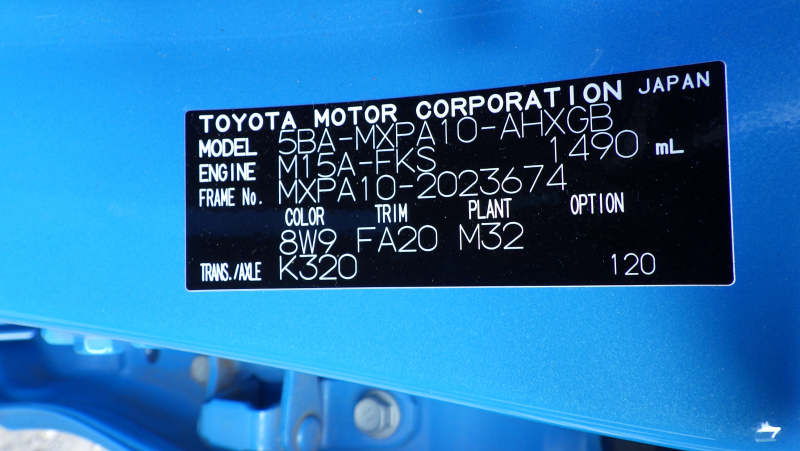 TOYOTA MOTOR CORPORATION JAPAN
MODEL 5BA-MXPA10-AHXGB
ENGINE M15A-FKS 1490 mL
FRAME No. MXPA10-2023674
COLOR TRIM PLANT OPTION
8W9 FA20 M32
TRANS./AXLE K320 120